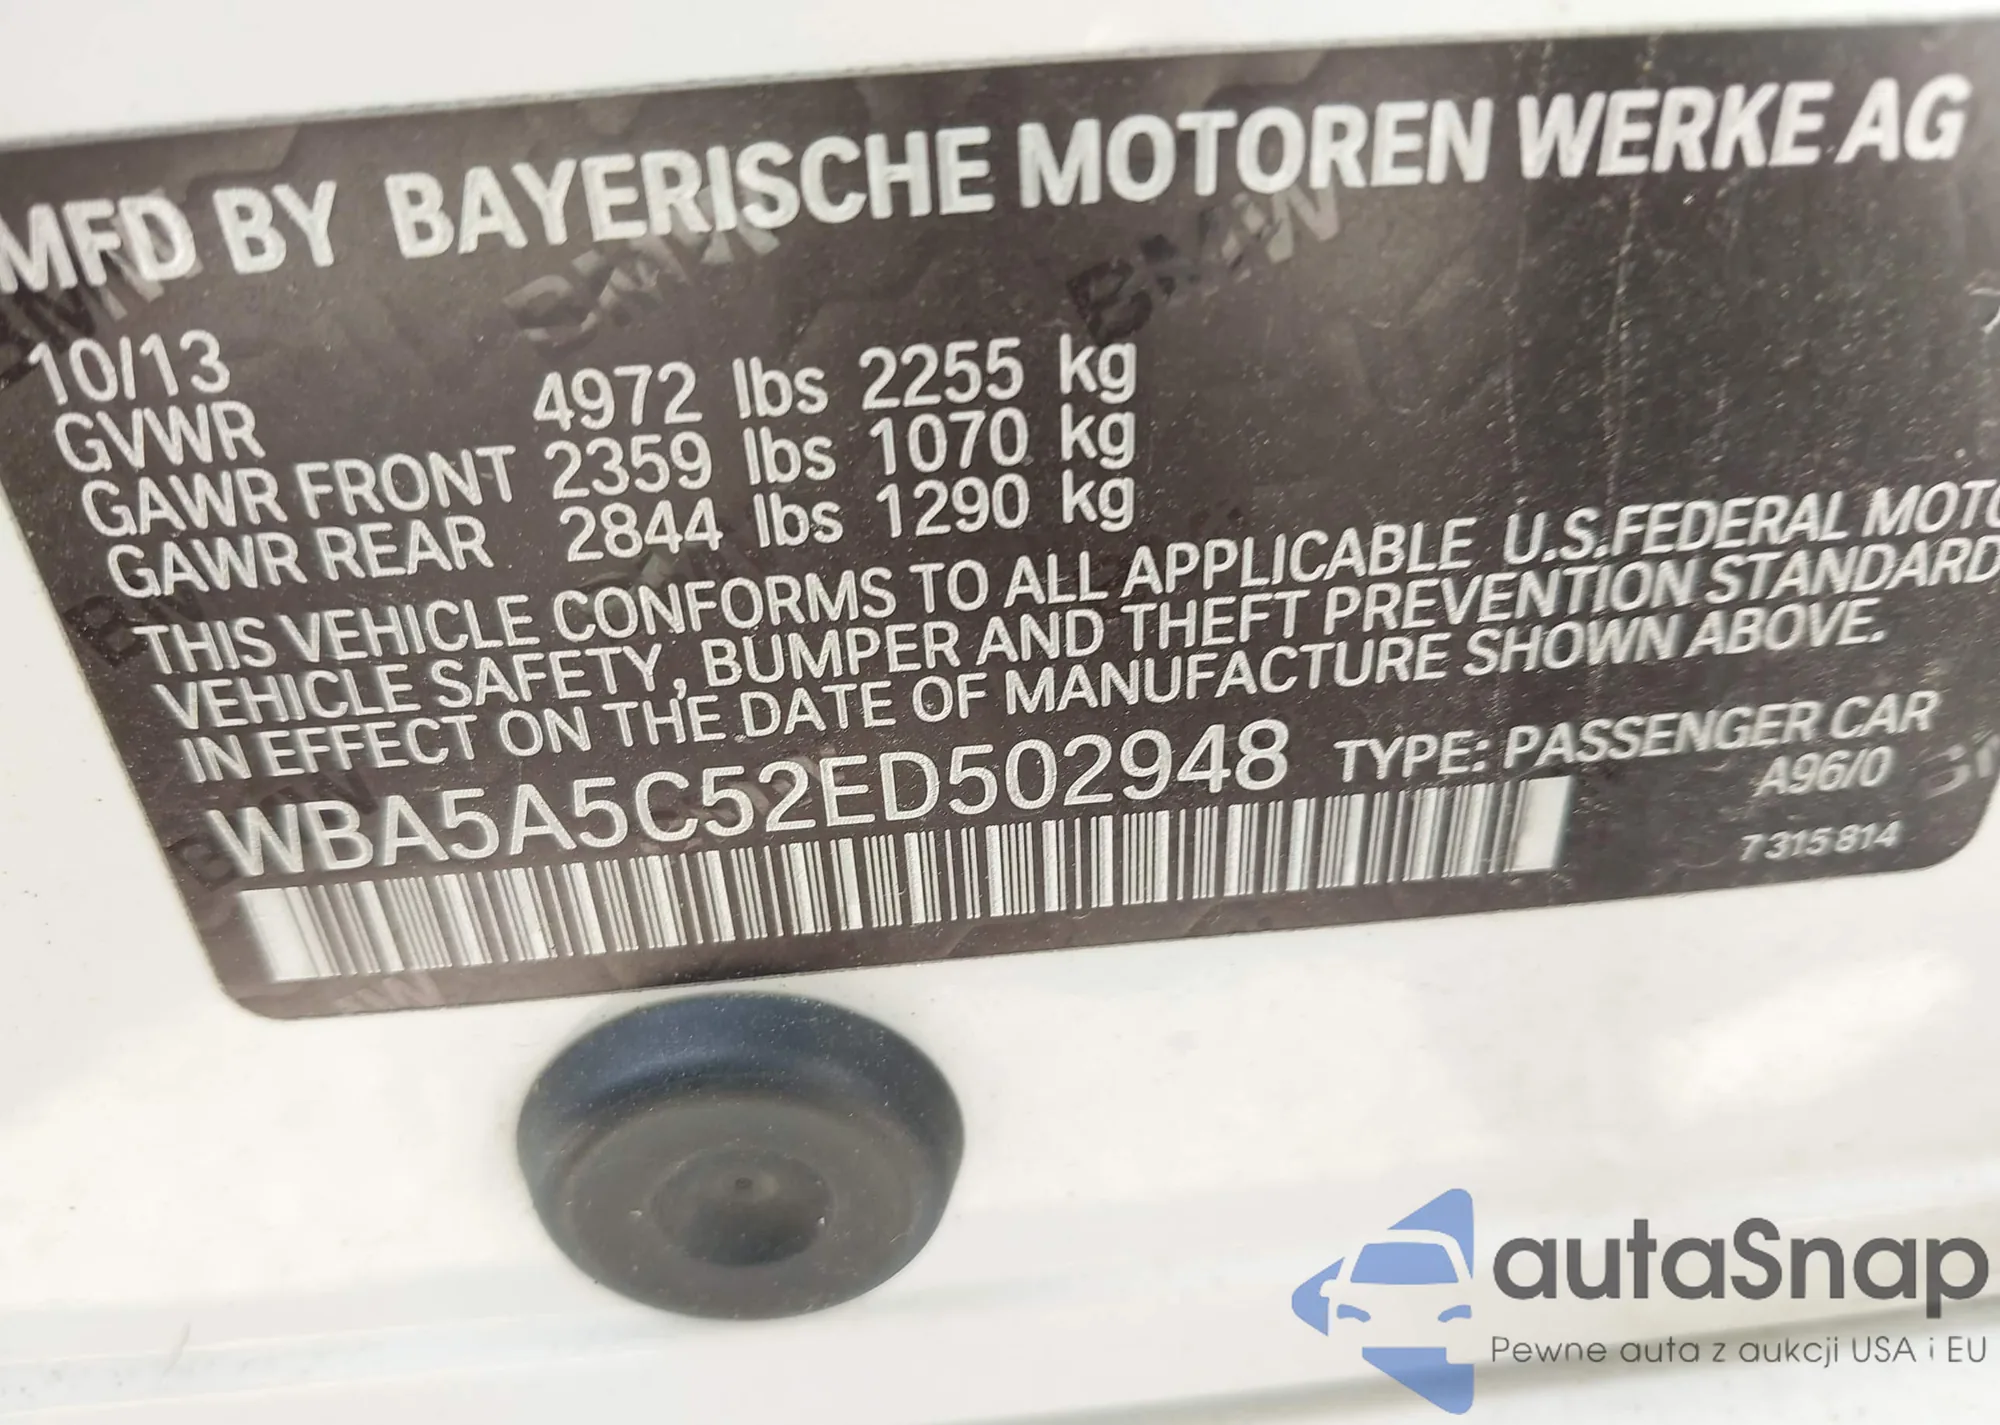 MFD BY BAYERISCHE MOTOREN WERKE AG
10/13
GVWR 4972 lbs 2255 kg
GAWR FRONT 2359 lbs 1070 kg
GAWR REAR 2844 lbs 1290 kg
THIS VEHICLE CONFORMS TO ALL APPLICABLE U.S.FEDERAL MOTO
VEHICLE SAFETY, BUMPER AND THEFT PREVENTION STANDARD
IN EFFECT ON THE DATE OF MANUFACTURE SHOWN ABOVE.
WBA5A5C52ED502948 TYPE: PASSENGER CAR
A96/0
7 315 814
autaSnap
Pewne auta z aukcji USA i EU